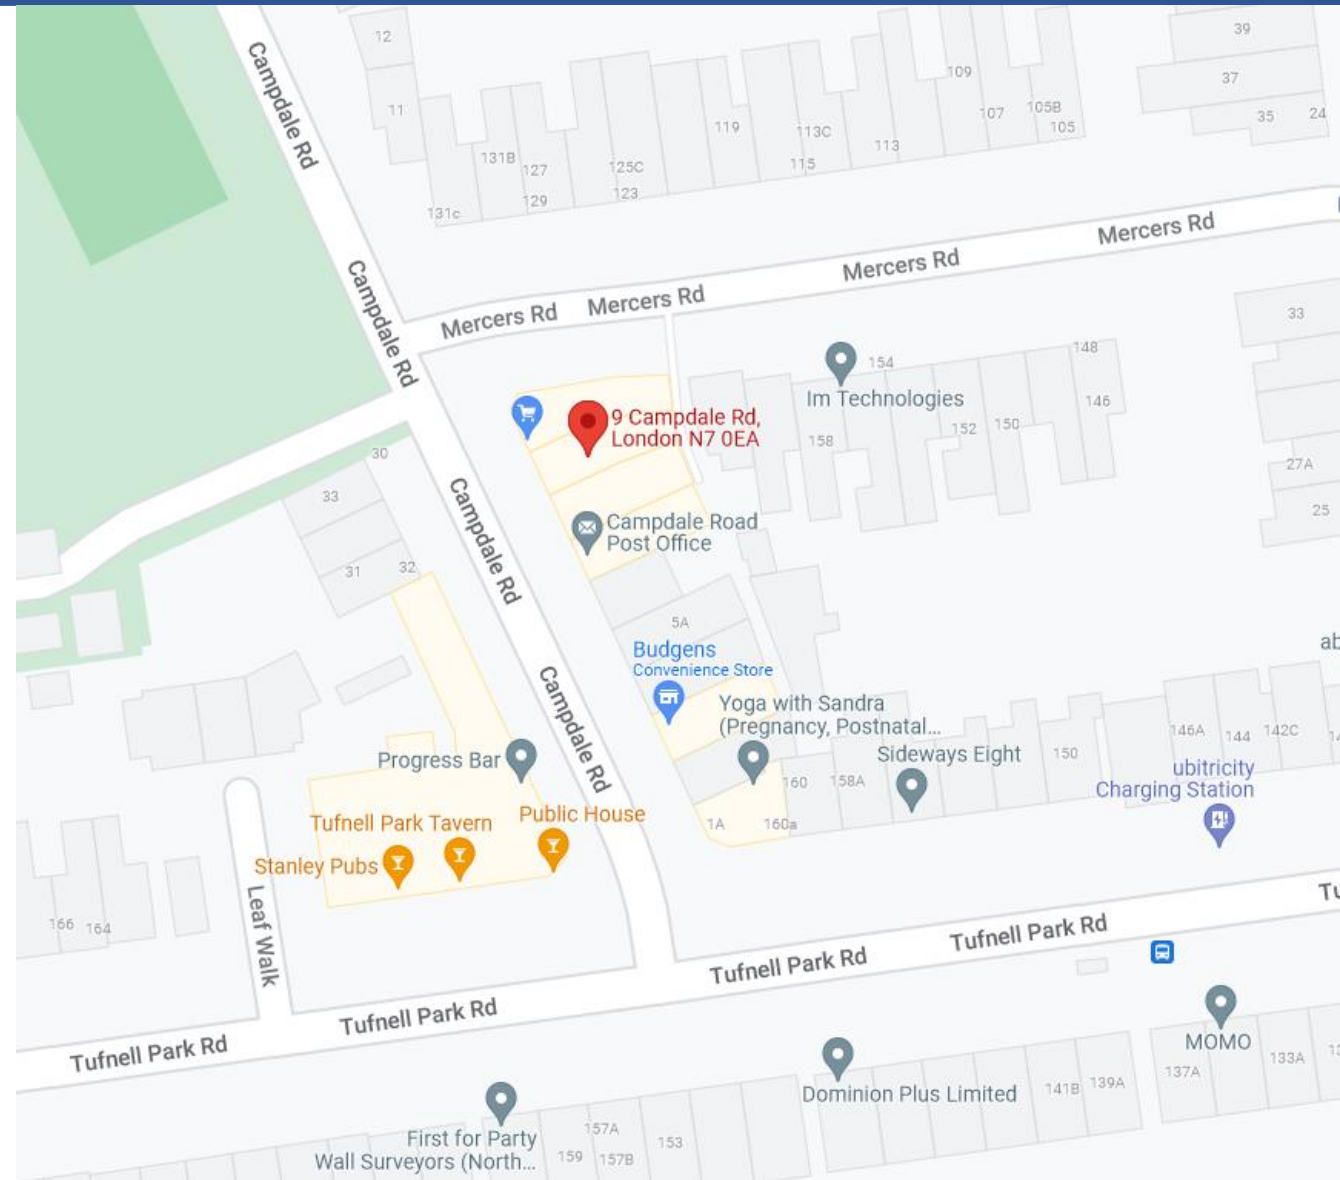 12
39
Campdale Rd
37
109
11
107
105B
105
35
24
119
113C
113
131B
127
125C
115
129
123
131c
Mercers Rd
Mercers Rd
Campdale Rd
Mercers Rd
Mercers Rd
33
148
154
Im Technologies
146
9 Campdale Rd,
London N7 0EA
158
152
150
30
27A
33
25
Campdale Road
Post Office
Campdale Rd
31
32
5A
ab
Budgens
Convenience Store
Yoga with Sandra
(Pregnancy, Postnatal...
Campdale Rd
146A
144
142C
14
Progress Bar
Sideways Eight
150
ubitricity
Charging Station
160
158A
Tufnell Park Tavern
Public House
1A
160a
Stanley Pubs
Leaf Walk
Tu
166
164
Tufnell Park Rd
Tufnell Park Rd
Tufnell Park Rd
Tufnell Park Rd
MOMO
133A
13
137A
Dominion Plus Limited
141B
139A
First for Party
Wall Surveyors (North...
157A
153
159
157B